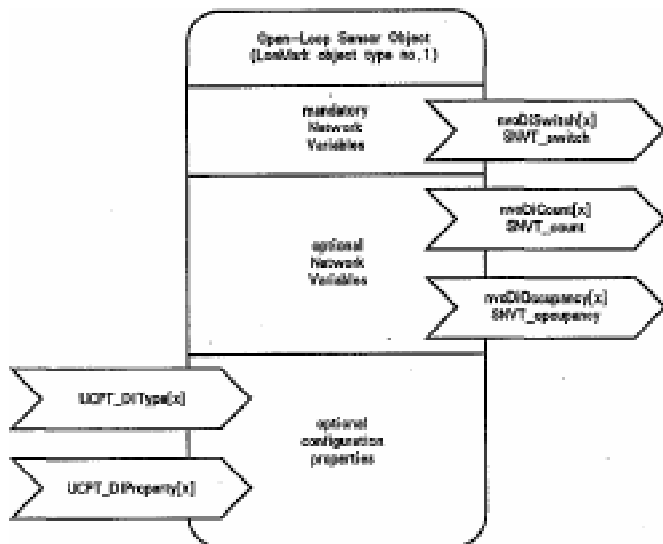 Open-Loop Sensor Object
(LonMark object type no.1)
mandatory
Network
Variables
nvoDISwitch[x]
SNVT_switch
nvoDICount[x]
SNVT_count
optional
Network
Variables
nvoDIOccupancy[x]
SNVT_occupancy
UCPT_DIType[x]
optional
configuration
properties
UCPT_DIProperty[x]